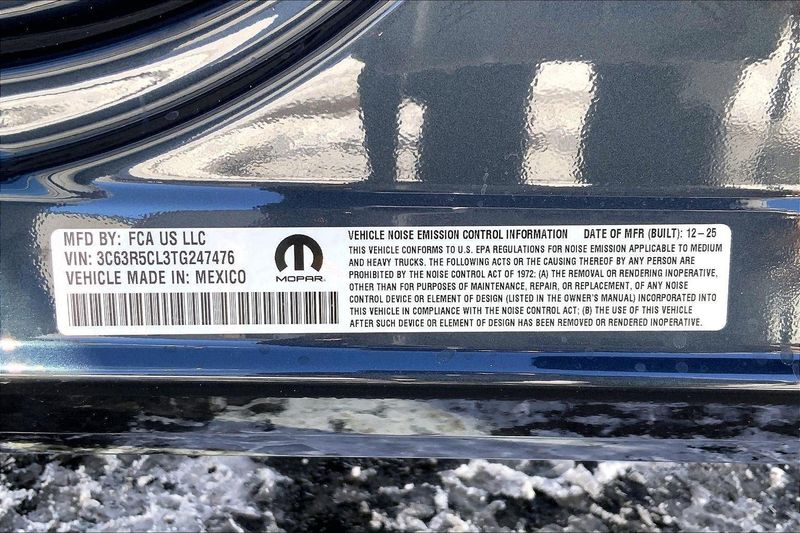 MFD BY: FCA US LLC
VIN: 3C63R5CL3TG247476
VEHICLE MADE IN: MEXICO
MOPAR
VEHICLE NOISE EMISSION CONTROL INFORMATION DATE OF MFR (BUILT): 12-25
THIS VEHICLE CONFORMS TO U.S. EPA REGULATIONS FOR NOISE EMISSION APPLICABLE TO MEDIUM
AND HEAVY TRUCKS. THE FOLLOWING ACTS OR THE CAUSING THEREOF BY ANY PERSON ARE
PROHIBITED BY THE NOISE CONTROL ACT OF 1972: (A) THE REMOVAL OR RENDERING INOPERATIVE,
OTHER THAN FOR PURPOSES OF MAINTENANCE, REPAIR, OR REPLACEMENT, OF ANY NOISE
CONTROL DEVICE OR ELEMENT OF DESIGN (LISTED IN THE OWNER'S MANUAL) INCORPORATED INTO
THIS VEHICLE IN COMPLIANCE WITH THE NOISE CONTROL ACT; (B) THE USE OF THIS VEHICLE
AFTER SUCH DEVICE OR ELEMENT OF DESIGN HAS BEEN REMOVED OR RENDERED INOPERATIVE.